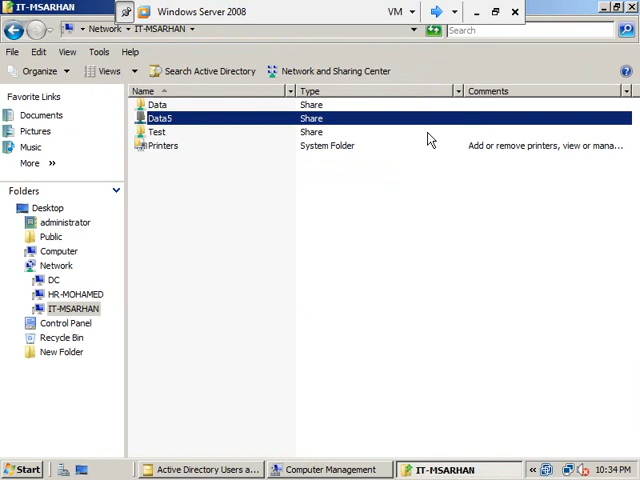 IT-MSARHAN
Windows Server 2008
VM
Network
IT-MSARHAN
Search
File
Edit
View
Tools
Help
Organize
Views
Search Active Directory
Network and Sharing Center
Favorite Links
Documents
Pictures
Music
More »
Folders
Desktop
administrator
Public
Computer
Network
DC
HR-MOHAMED
IT-MSARHAN
Control Panel
Recycle Bin
New Folder
Name
Type
Comments
Data
Share
Data5
Share
Test
Share
Printers
System Folder
Add or remove printers, view or mana...
Start
Active Directory Users a...
Computer Management
IT-MSARHAN
«
10:34 PM